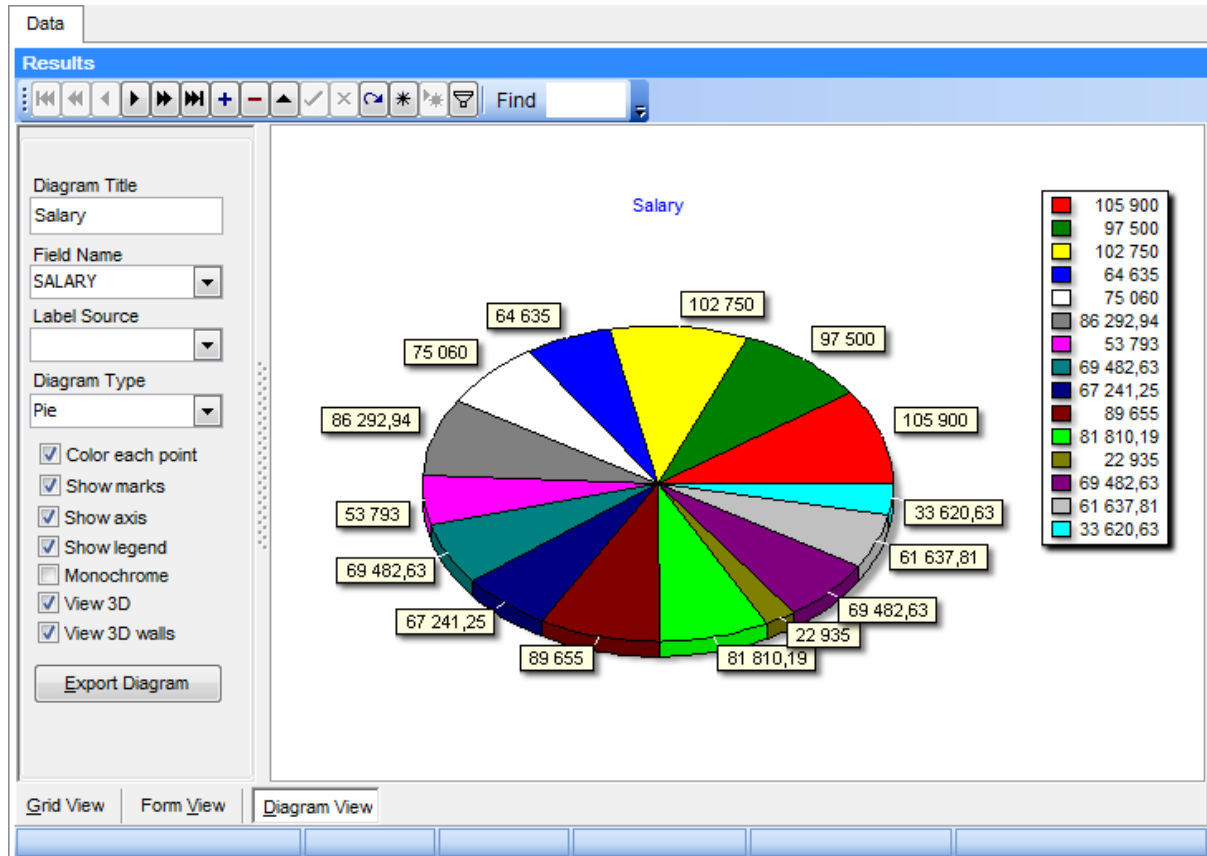 Data
Results
Find
Diagram Title
Salary
Field Name
SALARY
Label Source
Diagram Type
Pie
Color each point
Show marks
Show axis
Show legend
Monochrome
View 3D
View 3D walls
Export Diagram
Salary
102 750
64 635
97 500
75 060
86 292,94
105 900
53 793
33 620,63
61 637,81
69 482,63
69 482,63
67 241,25
22 935
89 655
81 810,19
105 900
97 500
102 750
64 635
75 060
86 292,94
53 793
69 482,63
67 241,25
89 655
81 810,19
22 935
69 482,63
61 637,81
33 620,63
Grid View
Form View
Diagram View